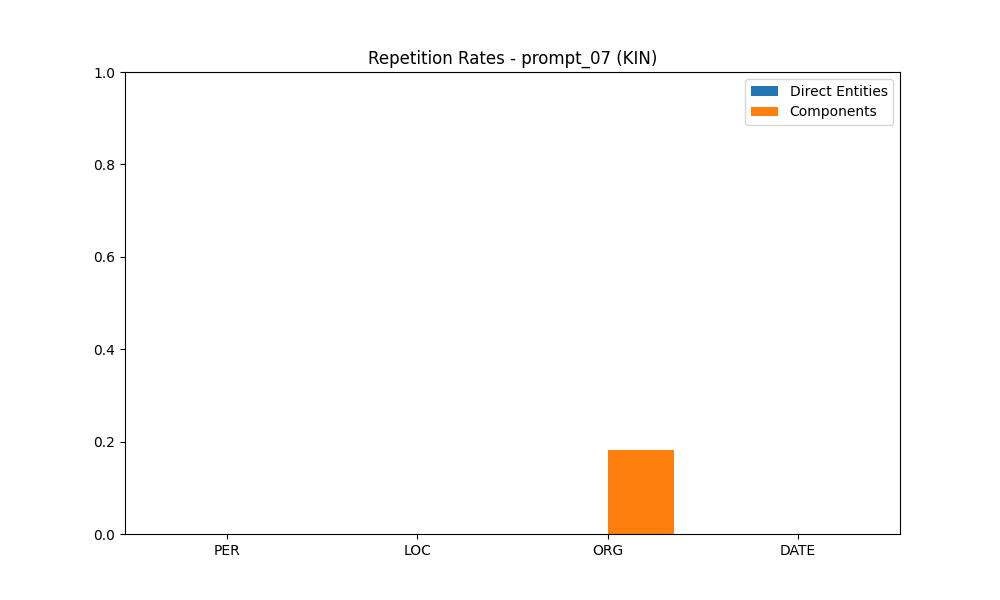 Repetition Rates - prompt_07 (KIN)
1.0
0.8
0.6
0.4
0.2
0.0
Direct Entities
Components
PER LOC ORG DATE